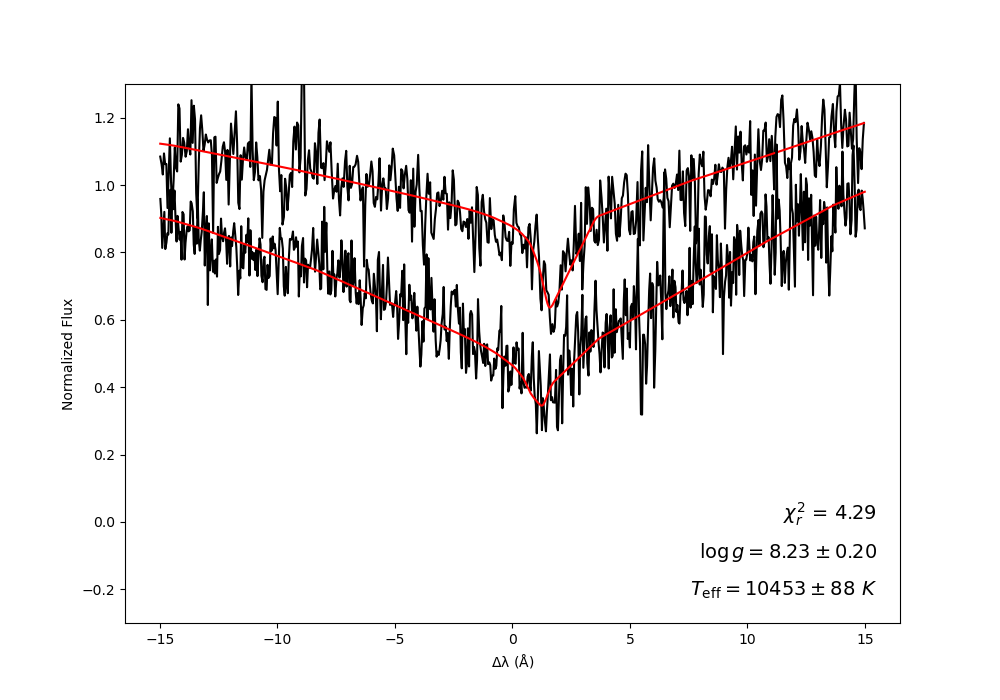 1.2
1.0
0.8
0.6
0.4
0.2
0.0
−0.2
Normalized Flux
χ²ᵣ = 4.29
log g = 8.23 ± 0.20
T_eff = 10453 ± 88 K
−15 −10 −5 0 5 10 15
Δλ (Å)